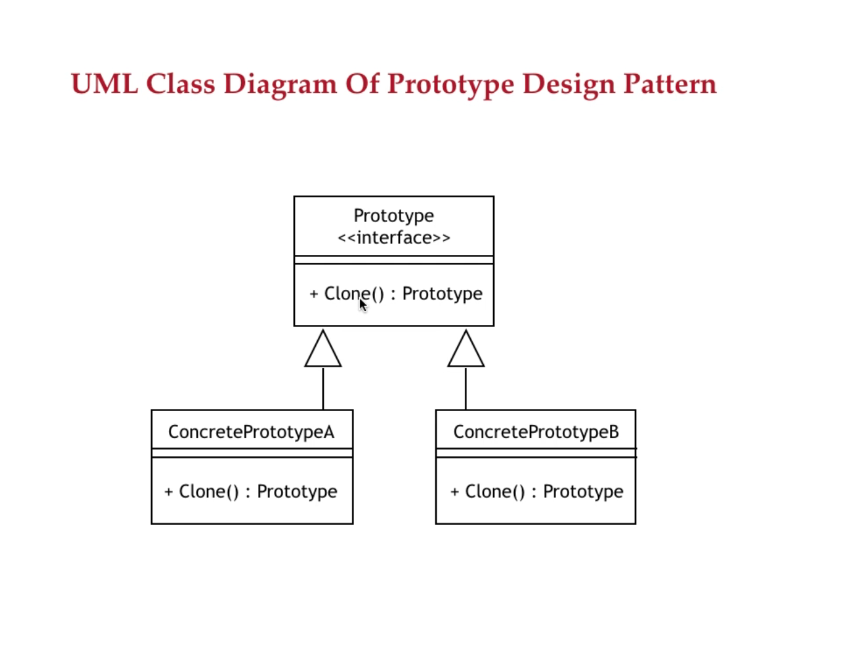 UML Class Diagram Of Prototype Design Pattern
Prototype
<<interface>>
+ Clone() : Prototype
ConcretePrototypeA
+ Clone() : Prototype
ConcretePrototypeB
+ Clone() : Prototype